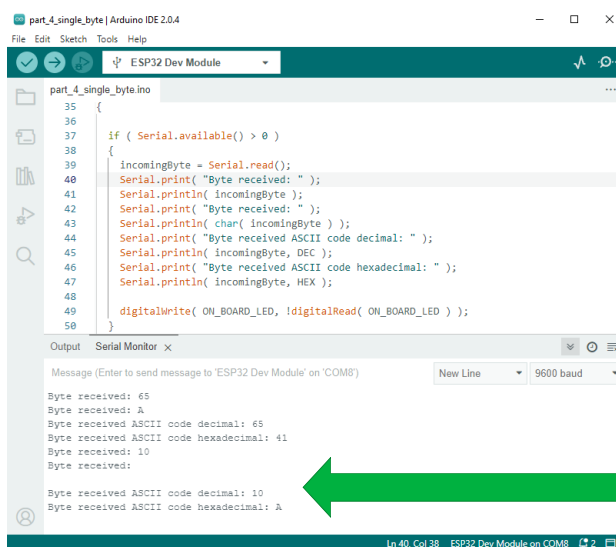 part_4_single_byte | Arduino IDE 2.0.4
File Edit Sketch Tools Help
ESP32 Dev Module
part_4_single_byte.ino
35 {
36
37 if ( Serial.available() > 0 )
38 {
39 incomingByte = Serial.read();
40 Serial.print( "Byte received: " );
41 Serial.println( incomingByte );
42 Serial.print( "Byte received: " );
43 Serial.println( char( incomingByte ) );
44 Serial.print( "Byte received ASCII code decimal: " );
45 Serial.println( incomingByte, DEC );
46 Serial.print( "Byte received ASCII code hexadecimal: " );
47 Serial.println( incomingByte, HEX );
48
49 digitalWrite( ON_BOARD_LED, !digitalRead( ON_BOARD_LED ) );
50 }
Output Serial Monitor
Message (Enter to send message to 'ESP32 Dev Module' on 'COM8') New Line 9600 baud
Byte received: 65
Byte received: A
Byte received ASCII code decimal: 65
Byte received ASCII code hexadecimal: 41
Byte received: 10
Byte received:
Byte received ASCII code decimal: 10
Byte received ASCII code hexadecimal: A
Ln 40, Col 38 ESP32 Dev Module on COM8 2